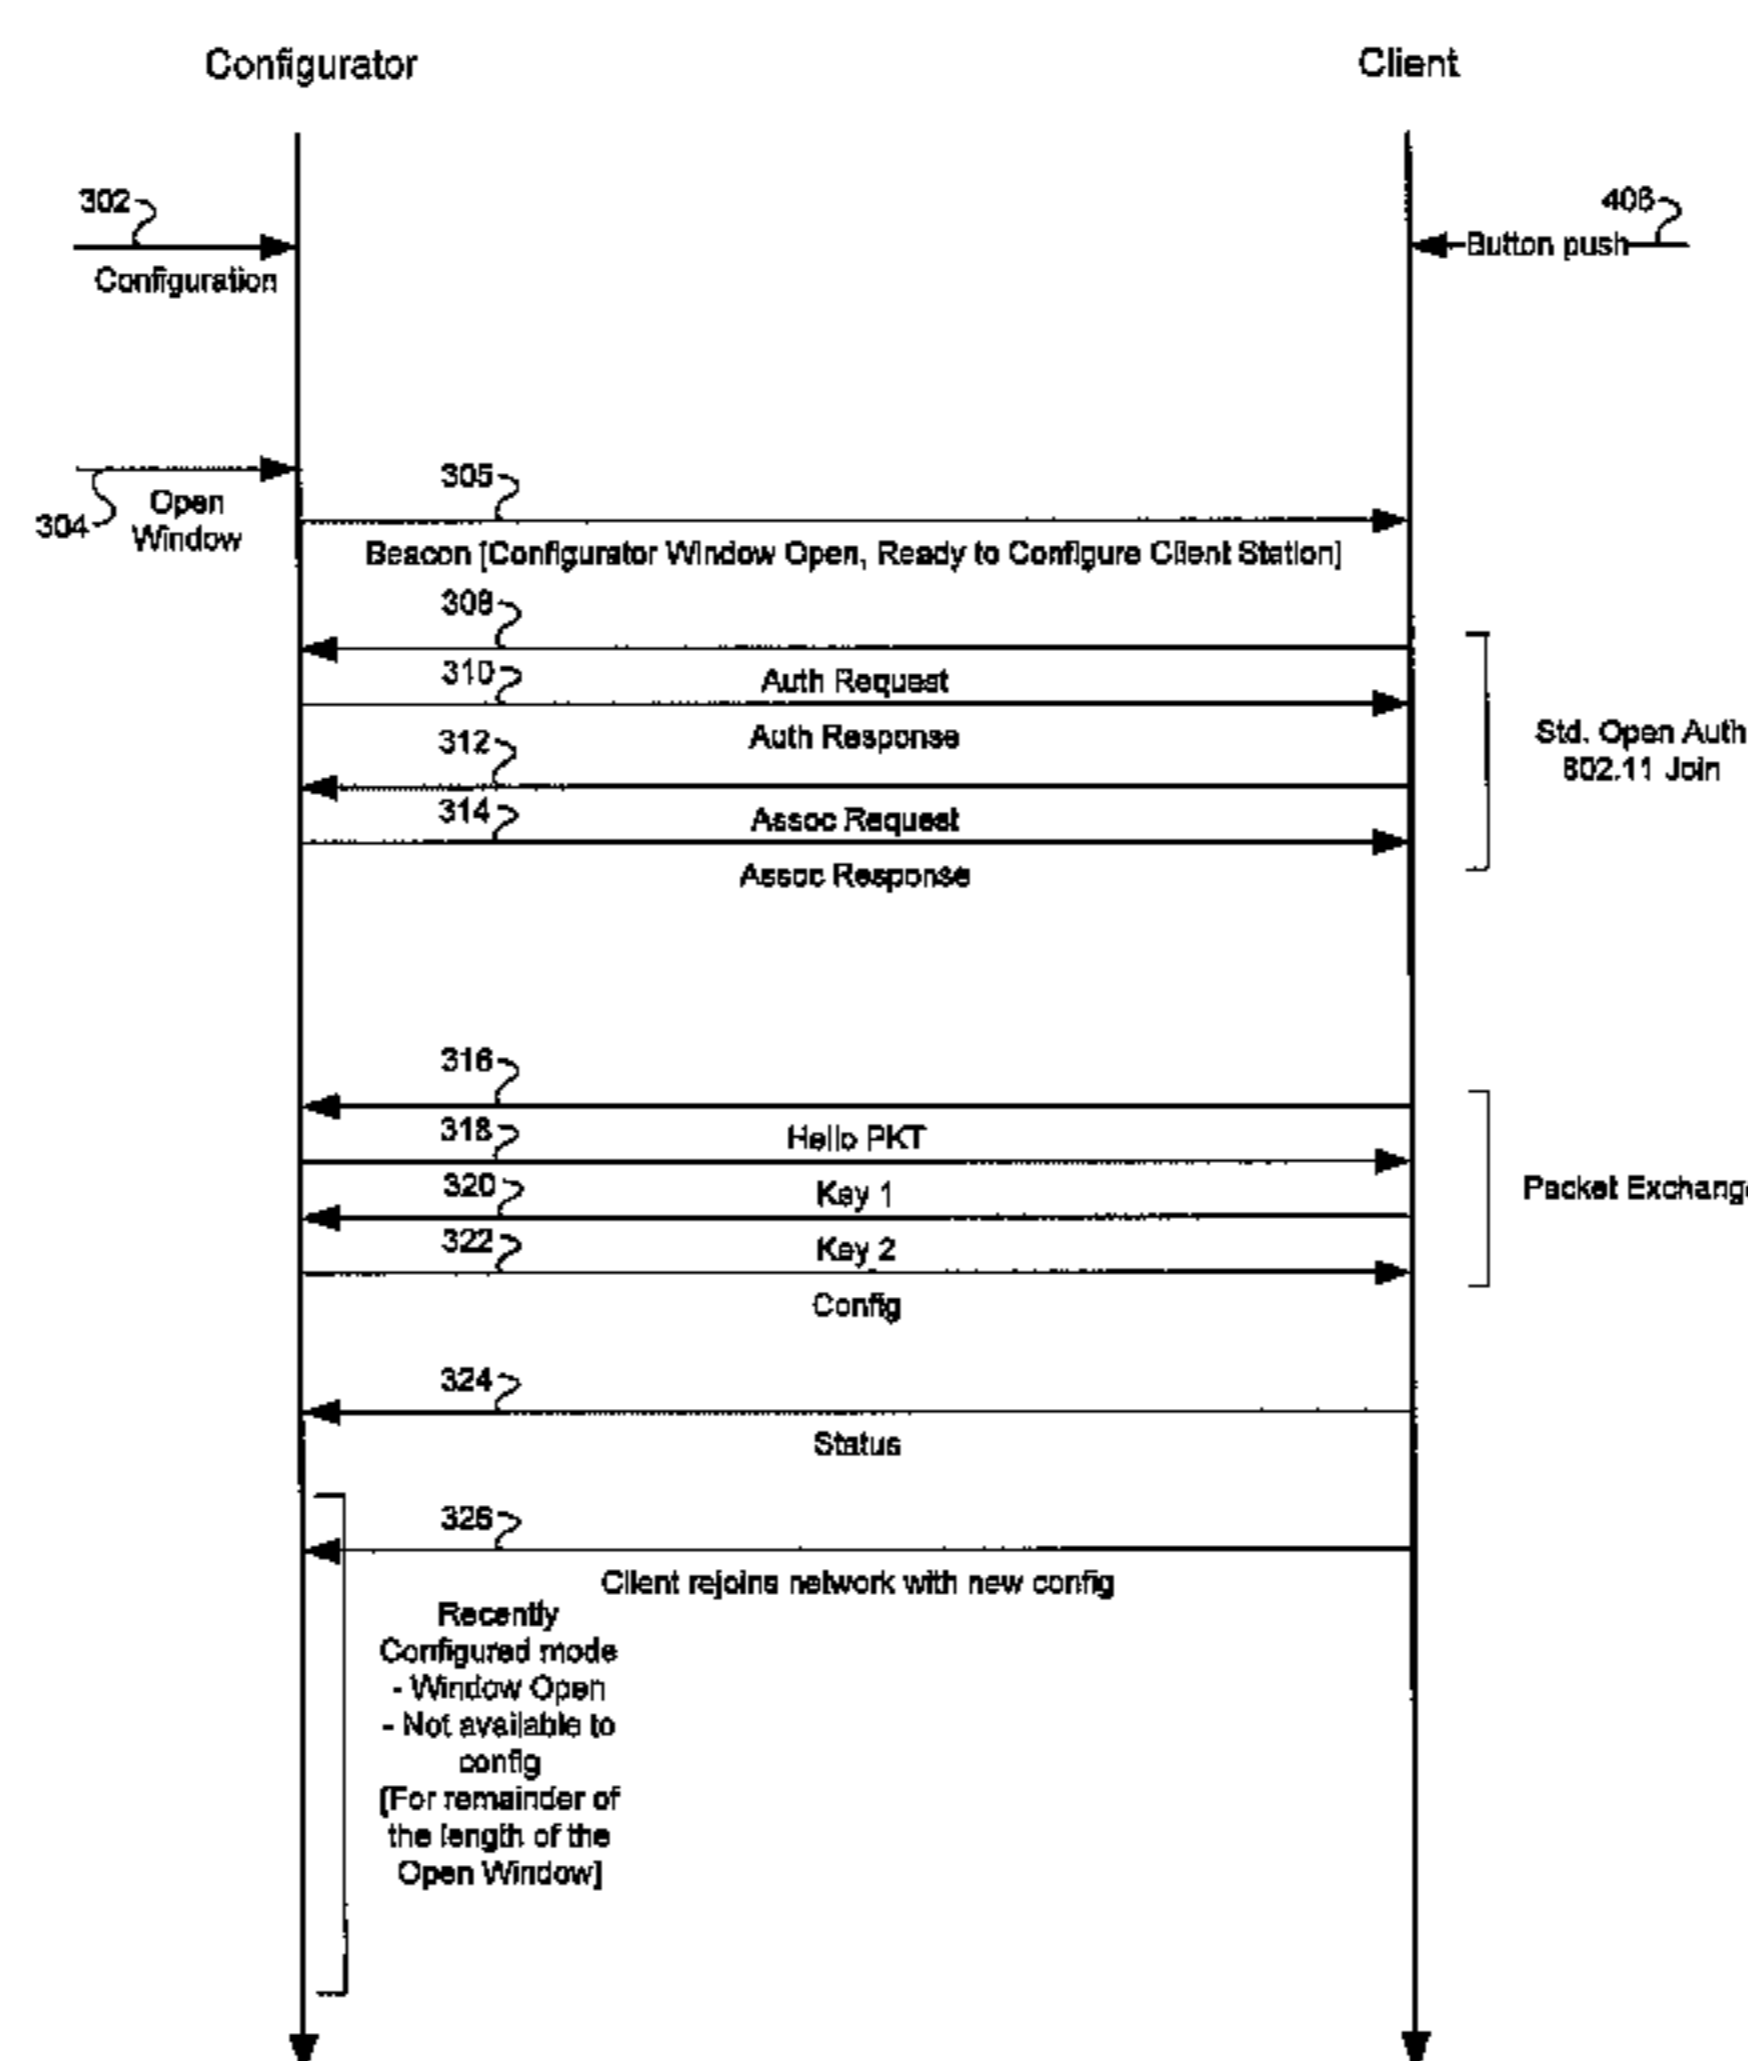 Configurator
Client
302
406
Configuration
Button push
305
304
Open
Window
Beacon [Configurator Window Open, Ready to Configure Client Station]
308
310
Auth Request
312
Auth Response
Std. Open Auth
802.11 Join
314
Assoc Request
Assoc Response
316
318
Hello PKT
320
Key 1
Packet Exchange
322
Key 2
Config
324
Status
326
Client rejoins network with new config
Recently
Configured mode
- Window Open
- Not available to
config
[For remainder of
the length of the
Open Window]